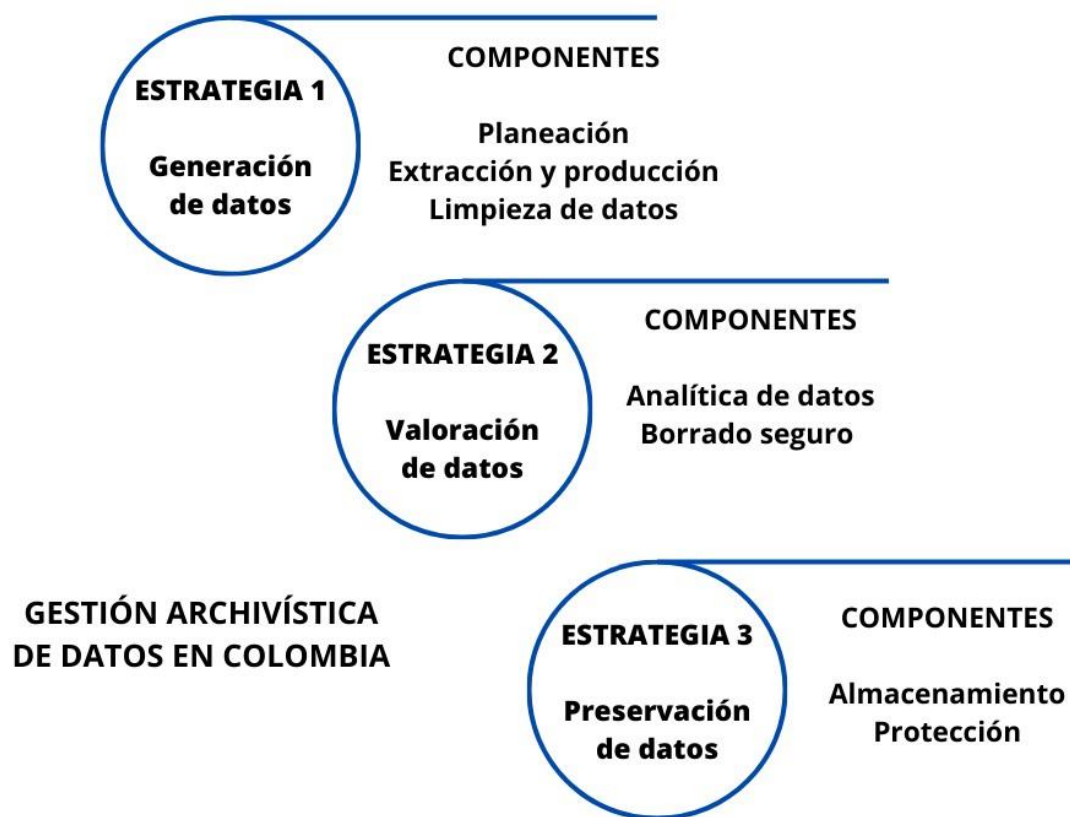 ESTRATEGIA 1
Generación
de datos
COMPONENTES
Planeación
Extracción y producción
Limpieza de datos
ESTRATEGIA 2
Valoración
de datos
COMPONENTES
Analítica de datos
Borrado seguro
GESTIÓN ARCHIVÍSTICA
DE DATOS EN COLOMBIA
ESTRATEGIA 3
Preservación
de datos
COMPONENTES
Almacenamiento
Protección